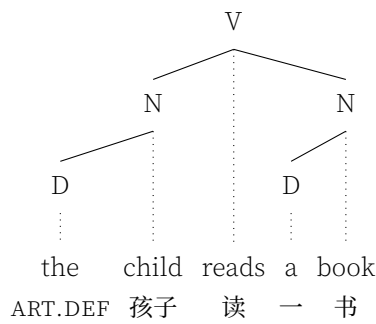 V
N N
D D
the child reads a book
ART.DEF 孩子 读 一 书